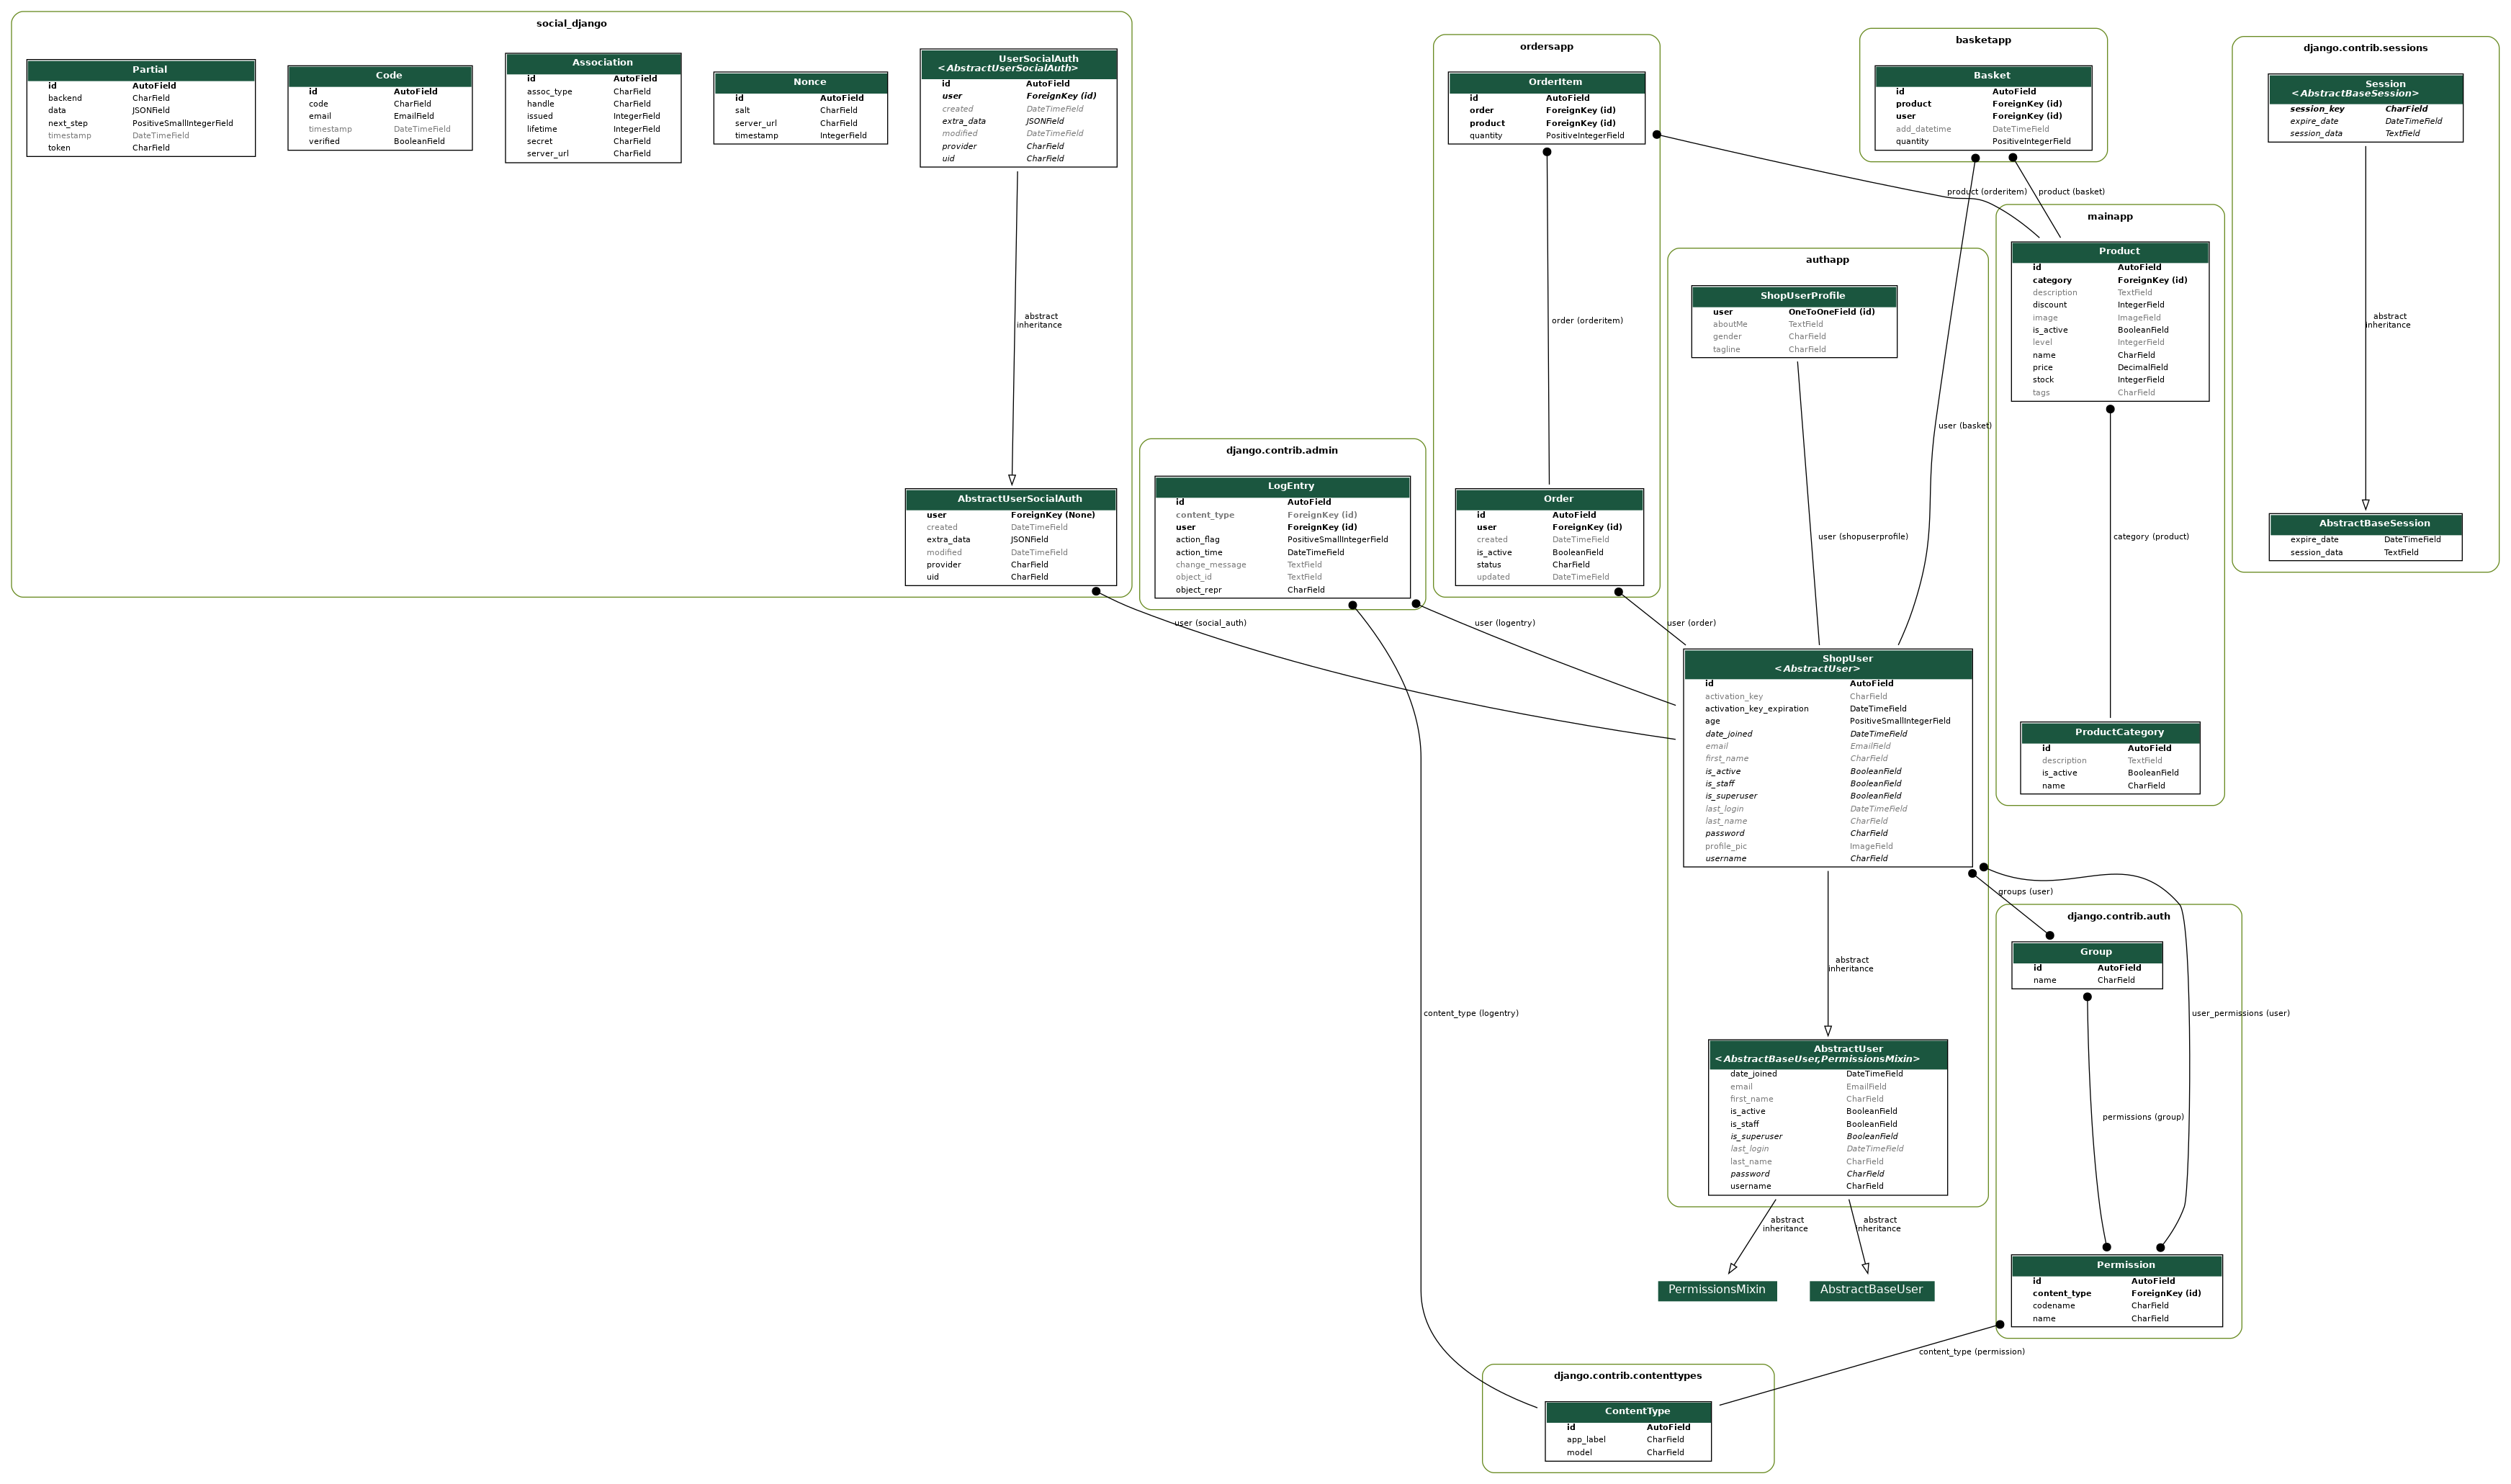 social_django
Partial
id AutoField
backend CharField
data JSONField
next_step PositiveSmallIntegerField
timestamp DateTimeField
token CharField
Code
id AutoField
code CharField
email EmailField
timestamp DateTimeField
verified BooleanField
Association
id AutoField
assoc_type CharField
handle CharField
issued IntegerField
lifetime IntegerField
secret CharField
server_url CharField
Nonce
id AutoField
salt CharField
server_url CharField
timestamp IntegerField
UserSocialAuth
<AbstractUserSocialAuth>
id AutoField
user ForeignKey (id)
created DateTimeField
extra_data JSONField
modified DateTimeField
provider CharField
uid CharField
abstract
inheritance
AbstractUserSocialAuth
user ForeignKey (None)
created DateTimeField
extra_data JSONField
modified DateTimeField
provider CharField
uid CharField
user (social_auth)
django.contrib.admin
LogEntry
id AutoField
content_type ForeignKey (id)
user ForeignKey (id)
action_flag PositiveSmallIntegerField
action_time DateTimeField
change_message TextField
object_id TextField
object_repr CharField
user (logentry)
content_type (logentry)
ordersapp
OrderItem
id AutoField
order ForeignKey (id)
product ForeignKey (id)
quantity PositiveIntegerField
product (orderitem)
order (orderitem)
Order
id AutoField
user ForeignKey (id)
created DateTimeField
is_active BooleanField
status CharField
updated DateTimeField
user (order)
basketapp
Basket
id AutoField
product ForeignKey (id)
user ForeignKey (id)
add_datetime DateTimeField
quantity PositiveIntegerField
product (basket)
user (basket)
mainapp
Product
id AutoField
category ForeignKey (id)
description TextField
discount IntegerField
image ImageField
is_active BooleanField
level IntegerField
name CharField
price DecimalField
stock IntegerField
tags CharField
category (product)
ProductCategory
id AutoField
description TextField
is_active BooleanField
name CharField
django.contrib.sessions
Session
<AbstractBaseSession>
session_key CharField
expire_date DateTimeField
session_data TextField
abstract
inheritance
AbstractBaseSession
expire_date DateTimeField
session_data TextField
authapp
ShopUserProfile
user OneToOneField (id)
aboutMe TextField
gender CharField
tagline CharField
user (shopuserprofile)
ShopUser
<AbstractUser>
id AutoField
activation_key CharField
activation_key_expiration DateTimeField
age PositiveSmallIntegerField
date_joined DateTimeField
email EmailField
first_name CharField
is_active BooleanField
is_staff BooleanField
is_superuser BooleanField
last_login DateTimeField
last_name CharField
password CharField
profile_pic ImageField
username CharField
groups (user)
user_permissions (user)
abstract
inheritance
AbstractUser
<AbstractBaseUser,PermissionsMixin>
date_joined DateTimeField
email EmailField
first_name CharField
is_active BooleanField
is_staff BooleanField
is_superuser BooleanField
last_login DateTimeField
last_name CharField
password CharField
username CharField
abstract
inheritance
abstract
inheritance
PermissionsMixin
AbstractBaseUser
django.contrib.auth
Group
id AutoField
name CharField
permissions (group)
Permission
id AutoField
content_type ForeignKey (id)
codename CharField
name CharField
content_type (permission)
django.contrib.contenttypes
ContentType
id AutoField
app_label CharField
model CharField